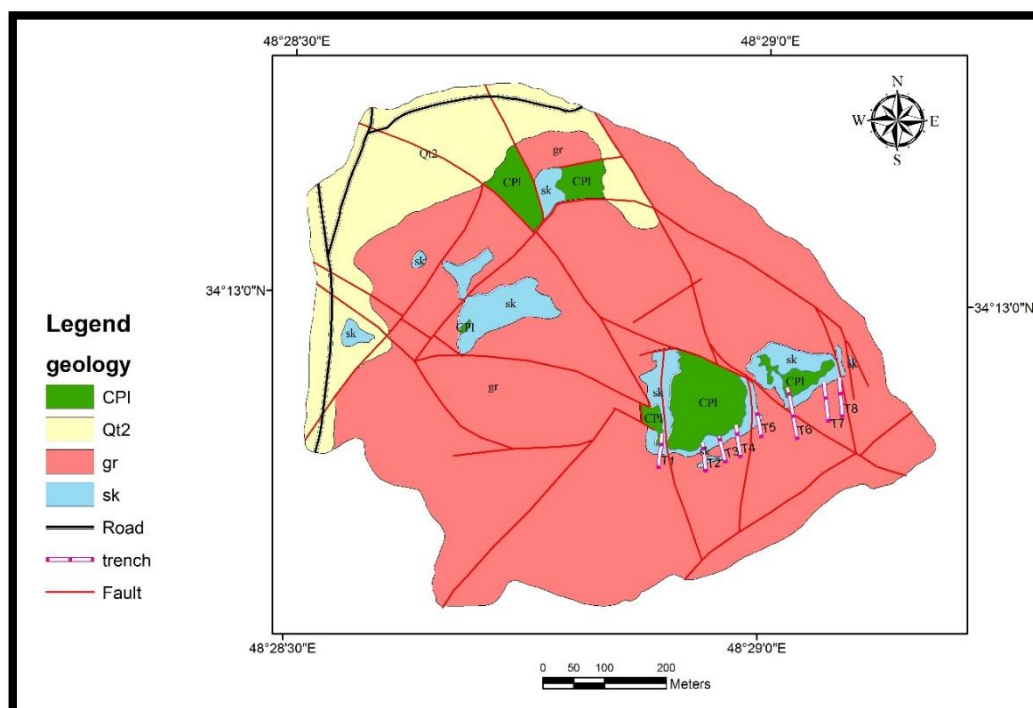 48°28'30"E
48°29'0"E
N
W
E
S
Qt2
gr
CPI
sk
CPI
sk
34°13'0"N
34°13'0"N
sk
CPI
sk
sk
sk
sk
CPI
gr
CPI
CPI
T5
T6
T7
T8
sk
T1
T2
T3
T4
Legend
geology
CPI
Qt2
gr
sk
Road
trench
Fault
48°28'30"E
48°29'0"E
0 50 100 200
Meters